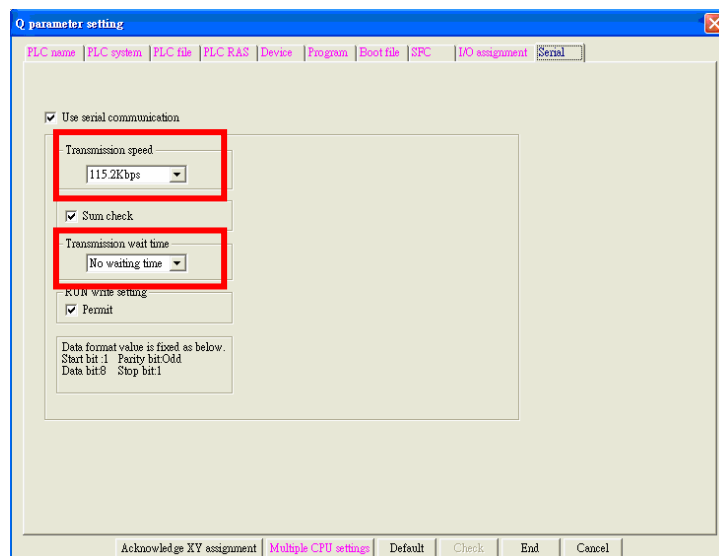 Q parameter setting
PLC name PLC system PLC file PLC RAS Device Program Boot file SFC I/O assignment Serial
Use serial communication
Transmission speed
115.2Kbps
Sum check
Transmission wait time
No waiting time
RUN write setting
Permit
Data format value is fixed as below.
Start bit :1 Parity bit:Odd
Data bit:8 Stop bit:1
Acknowledge XY assignment Multiple CPU settings Default Check End Cancel